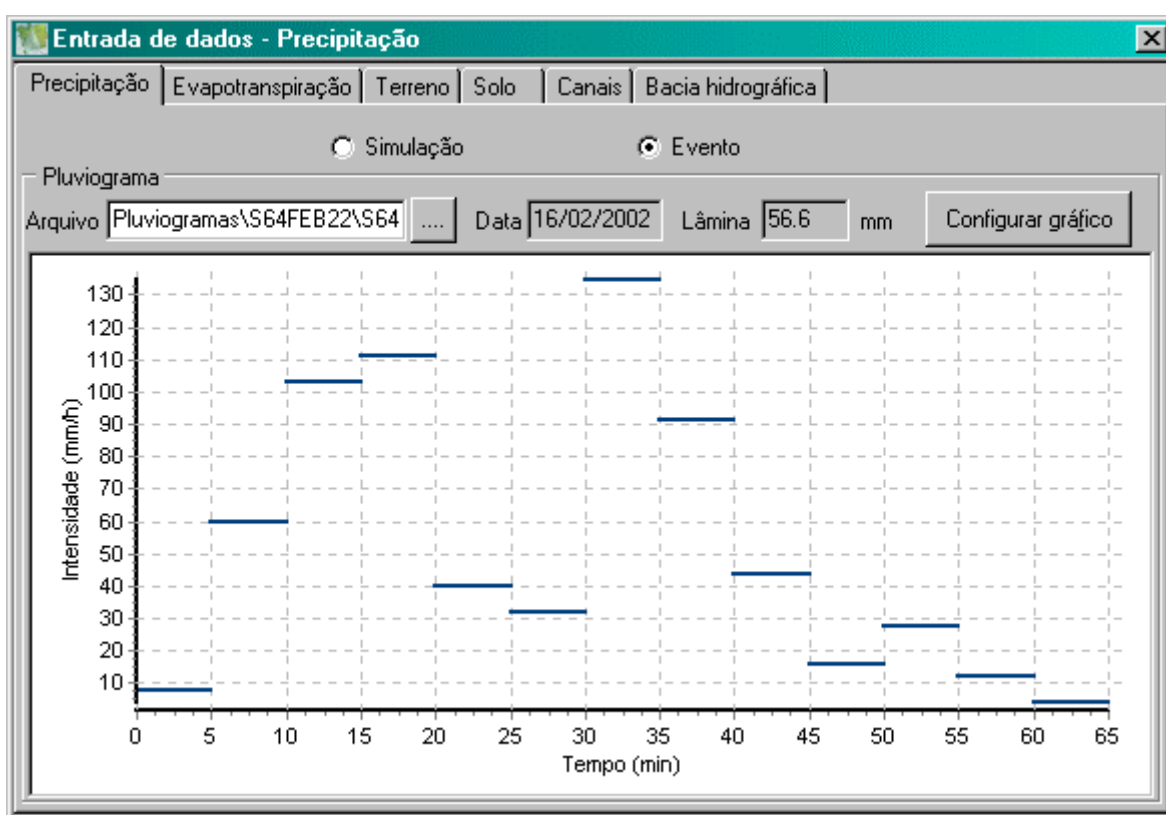 Entrada de dados - Precipitação
Precipitação Evapotranspiração Terreno Solo Canais Bacia hidrográfica
Simulação Evento
Pluviograma
Arquivo Pluviogramas\S64FEB22\S64 .... Data 16/02/2002 Lâmina 56.6 mm Configurar gráfico
130
120
110
100
90
80
70
60
50
40
30
20
10
Intensidade (mm/h)
0 5 10 15 20 25 30 35 40 45 50 55 60 65
Tempo (min)